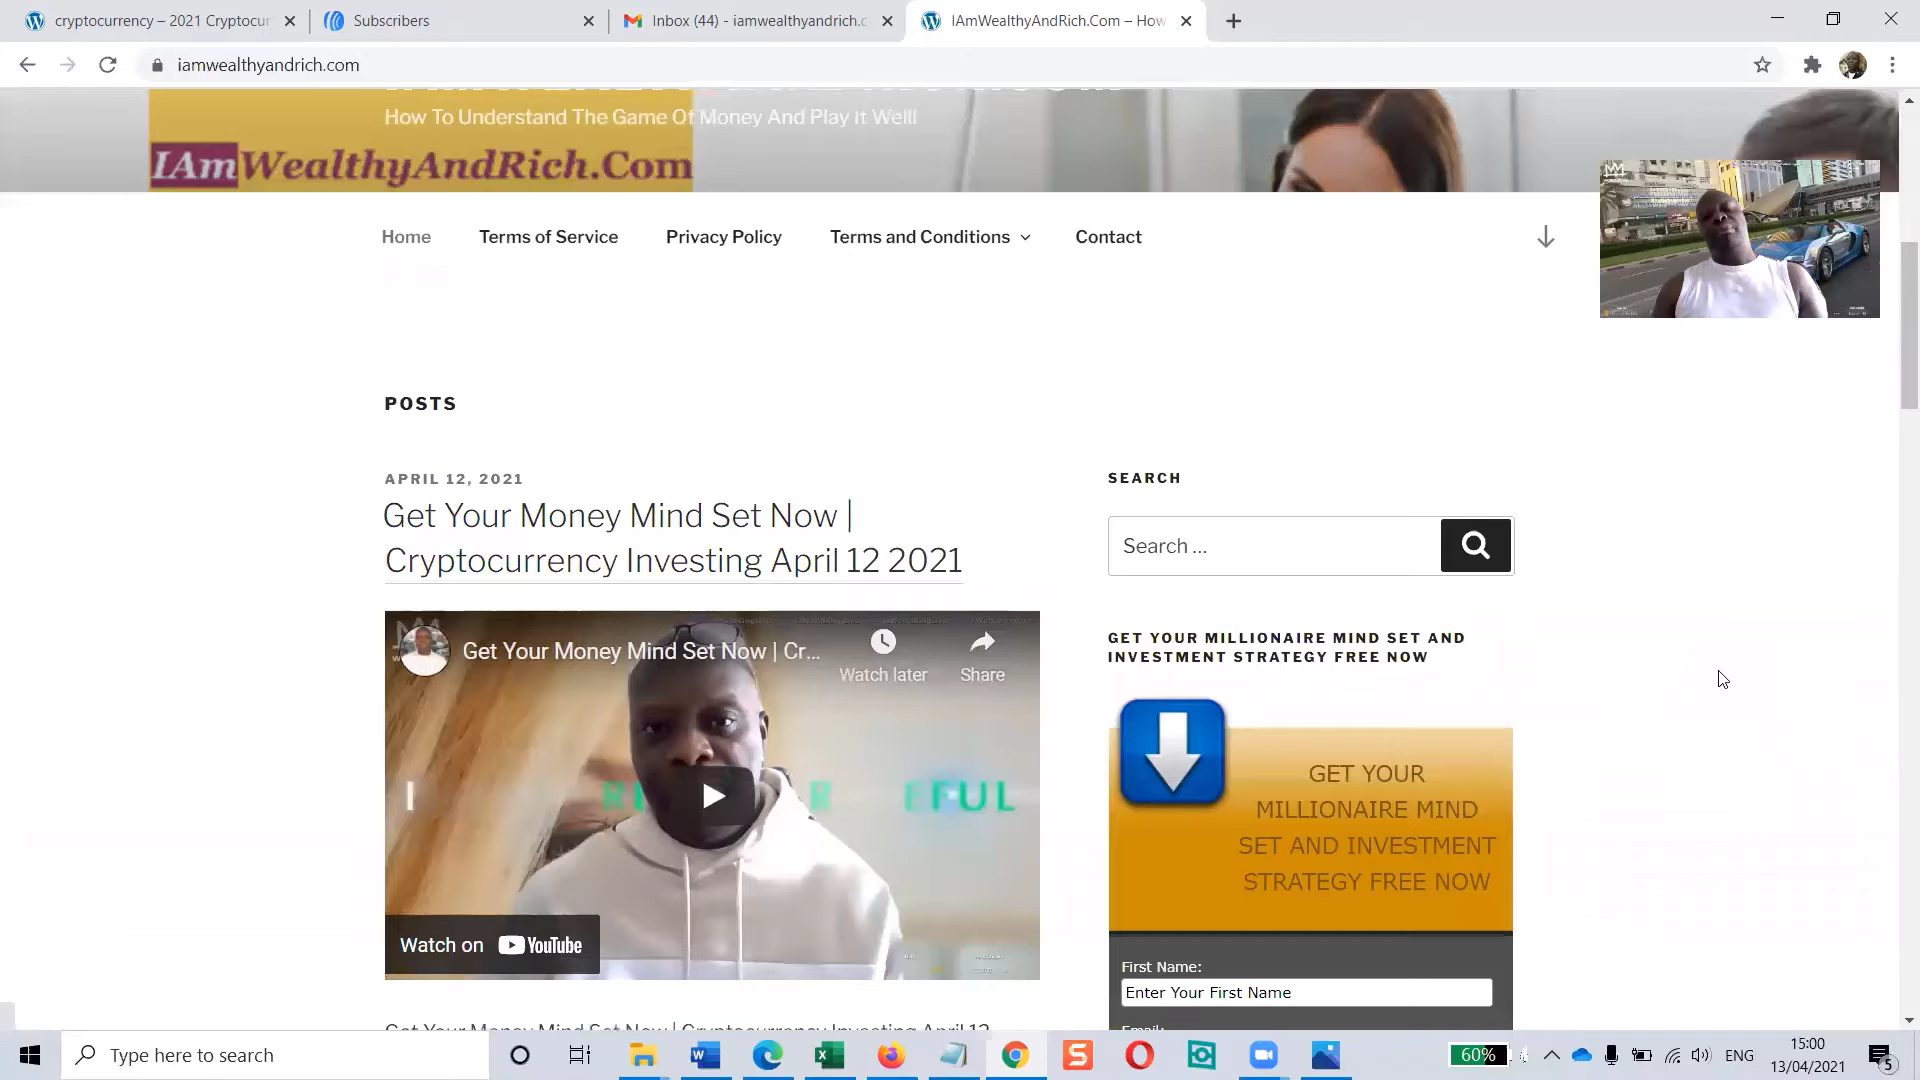 cryptocurrency – 2021 Cryptocur
Subscribers
Inbox (44) - iamwealthyandrich.c
IAmWealthyAndRich.Com – How
iamwealthyandrich.com
How To Understand The Game Of Money And Play It Well!
IAmWealthyAndRich.Com
Home
Terms of Service
Privacy Policy
Terms and Conditions
Contact
POSTS
APRIL 12, 2021
Get Your Money Mind Set Now |
Cryptocurrency Investing April 12 2021
Get Your Money Mind Set Now | Cr...
Watch later
Share
Watch on YouTube
Get Your Money Mind Set Now | Cryptocurrency Investing April 12
SEARCH
Search …
GET YOUR MILLIONAIRE MIND SET AND
INVESTMENT STRATEGY FREE NOW
GET YOUR
MILLIONAIRE MIND
SET AND INVESTMENT
STRATEGY FREE NOW
First Name:
Enter Your First Name
Email:
Type here to search
60%
ENG
15:00
13/04/2021
5